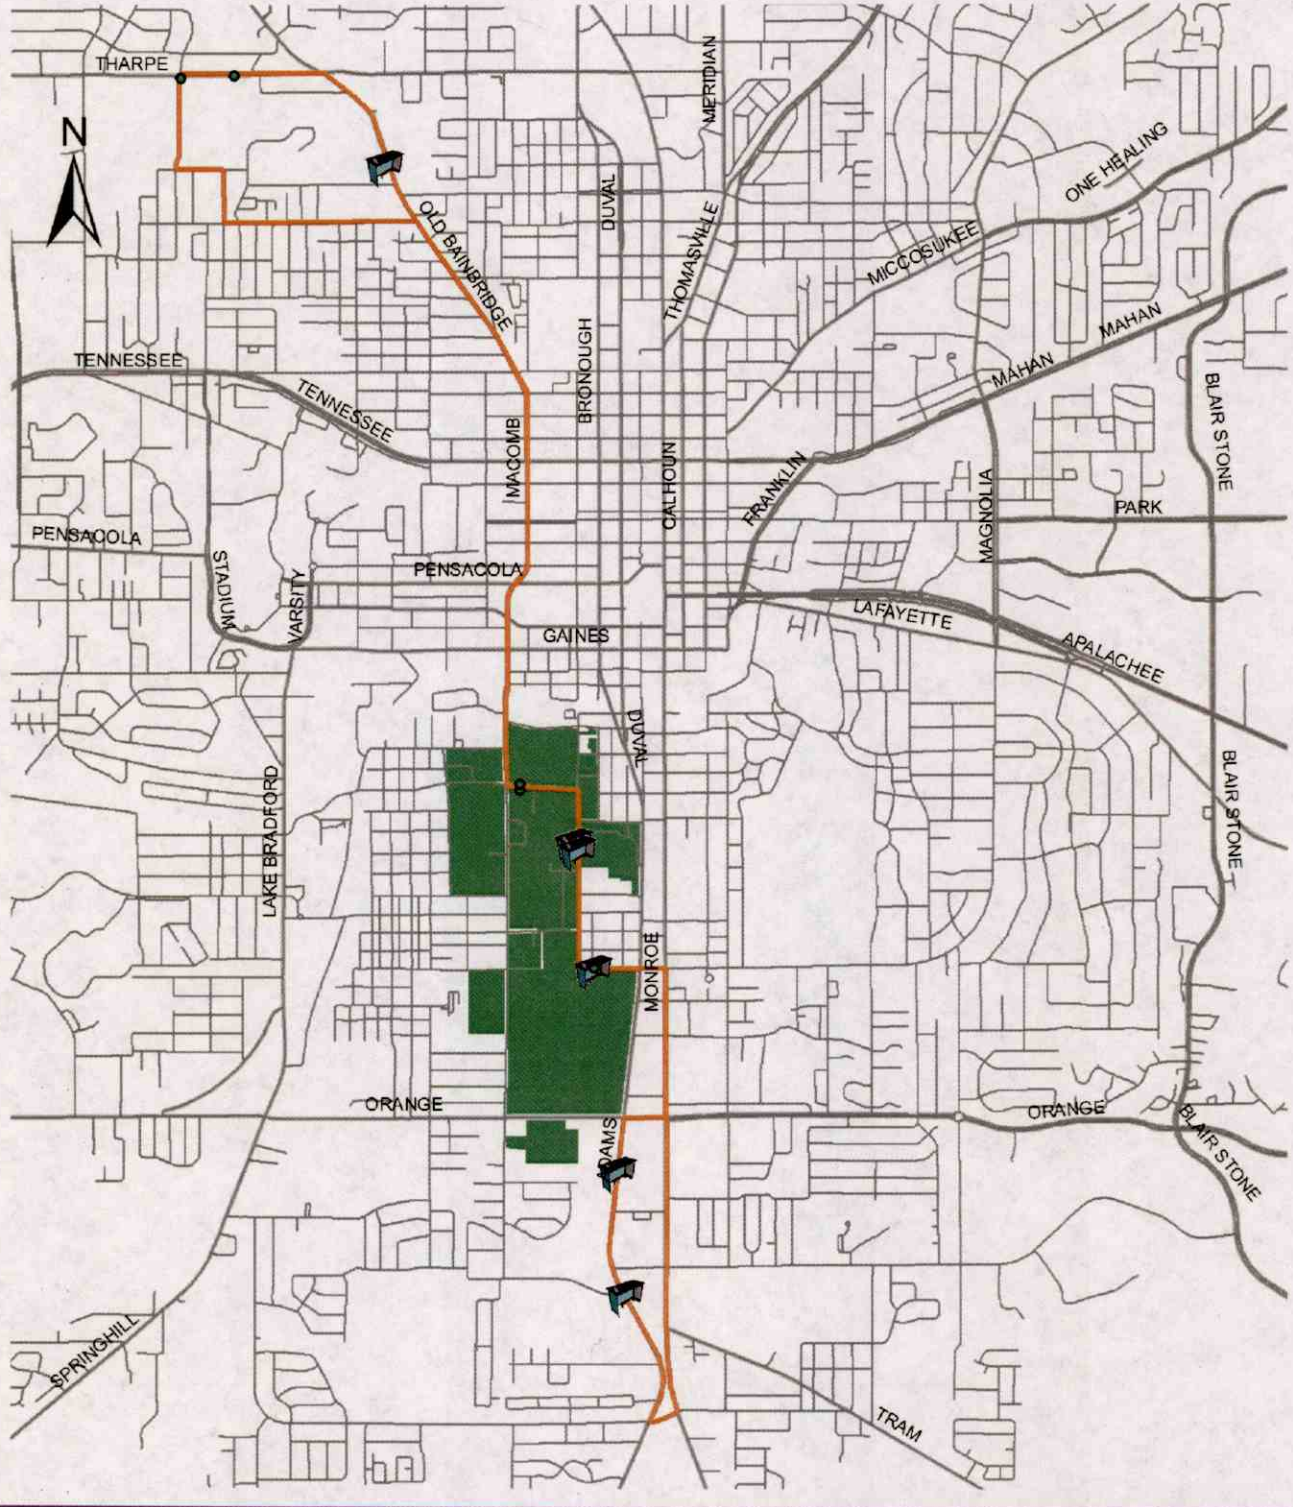 THARPE
MERIDIAN
N
ONE HEALING
DUVAL
OLD BAINBRIDGE
THOMASVILLE
MICCOSUKEE
MAHAN
BRONOUGH
TENNESSEE
MAHAN
TENNESSEE
BLAIR STONE
MACOMB
CALHOUN
FRANKLIN
MAGNOLIA
PARK
PENSACOLA
STADIUM
VARSITY
PENSACOLA
LAFAYETTE
GAINES
APALACHEE
DUVAL
LAKE BRADFORD
BLAIR STONE
MONROE
ORANGE
ORANGE
DAMS
BLAIR STONE
SPRINGHILL
TRAM